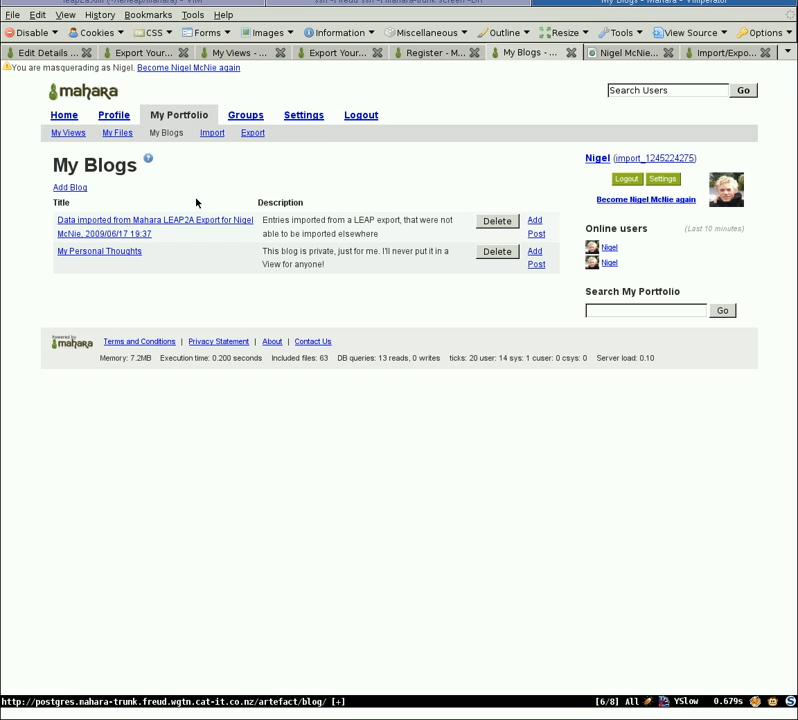 My Blogs - Mahara - Vimperator
File Edit View History Bookmarks Tools Help
Disable Cookies CSS Forms Images Information Miscellaneous Outline Resize Tools View Source Options
Edit Details ... Export Your... My Views - ... Export Your... Register - M... My Blogs - ... Nigel McNie... Import/Expo...
You are masquerading as Nigel. Become Nigel McNie again
mahara
Search Users Go
Home Profile My Portfolio Groups Settings Logout
My Views My Files My Blogs Import Export
My Blogs ?
Add Blog
Title Description
Data imported from Mahara LEAP2A Export for Nigel McNie, 2009/06/17 19:37
Entries imported from a LEAP export, that were not
able to be imported elsewhere
Delete
Add
Post
My Personal Thoughts
This blog is private, just for me. I'll never put it in a
View for anyone!
Delete
Add
Post
Nigel (import_1245224275)
Logout Settings
Become Nigel McNie again
Online users (Last 10 minutes)
Nigel
Nigel
Search My Portfolio
Go
Powered by
mahara
Terms and Conditions | Privacy Statement | About | Contact Us
Memory: 7.2MB Execution time: 0.200 seconds Included files: 63 DB queries: 13 reads, 0 writes ticks: 20 user: 14 sys: 1 cuser: 0 csys: 0 Server load: 0.10
http://postgres.mahara-trunk.freud.wgtn.cat-it.co.nz/artefact/blog/ [+] [6/8] All YSlow 0.679s